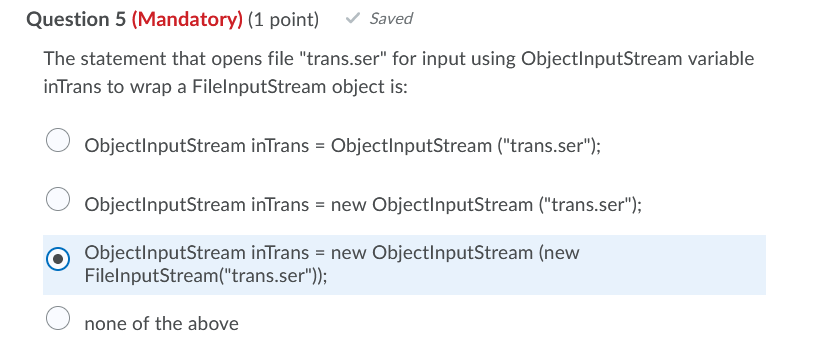 Question 5 (Mandatory) (1 point) ✓ Saved
The statement that opens file "trans.ser" for input using ObjectInputStream variable
inTrans to wrap a FileInputStream object is:
ObjectInputStream inTrans = ObjectInputStream ("trans.ser");
ObjectInputStream inTrans = new ObjectInputStream ("trans.ser");
ObjectInputStream inTrans = new ObjectInputStream (new
FileInputStream("trans.ser"));
none of the above